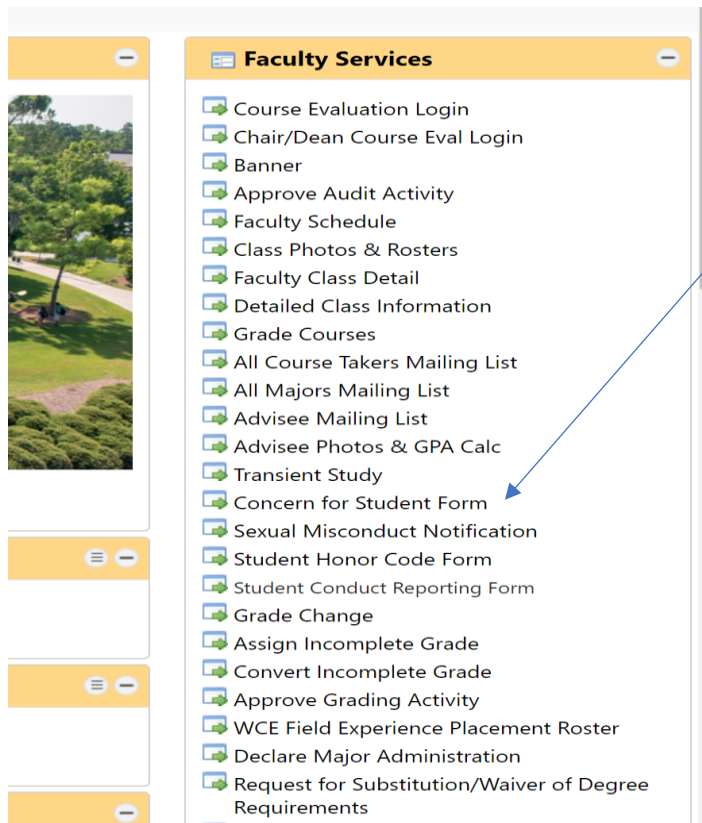 Faculty Services
Course Evaluation Login
Chair/Dean Course Eval Login
Banner
Approve Audit Activity
Faculty Schedule
Class Photos & Rosters
Faculty Class Detail
Detailed Class Information
Grade Courses
All Course Takers Mailing List
All Majors Mailing List
Advisee Mailing List
Advisee Photos & GPA Calc
Transient Study
Concern for Student Form
Sexual Misconduct Notification
Student Honor Code Form
Student Conduct Reporting Form
Grade Change
Assign Incomplete Grade
Convert Incomplete Grade
Approve Grading Activity
WCE Field Experience Placement Roster
Declare Major Administration
Request for Substitution/Waiver of Degree
Requirements